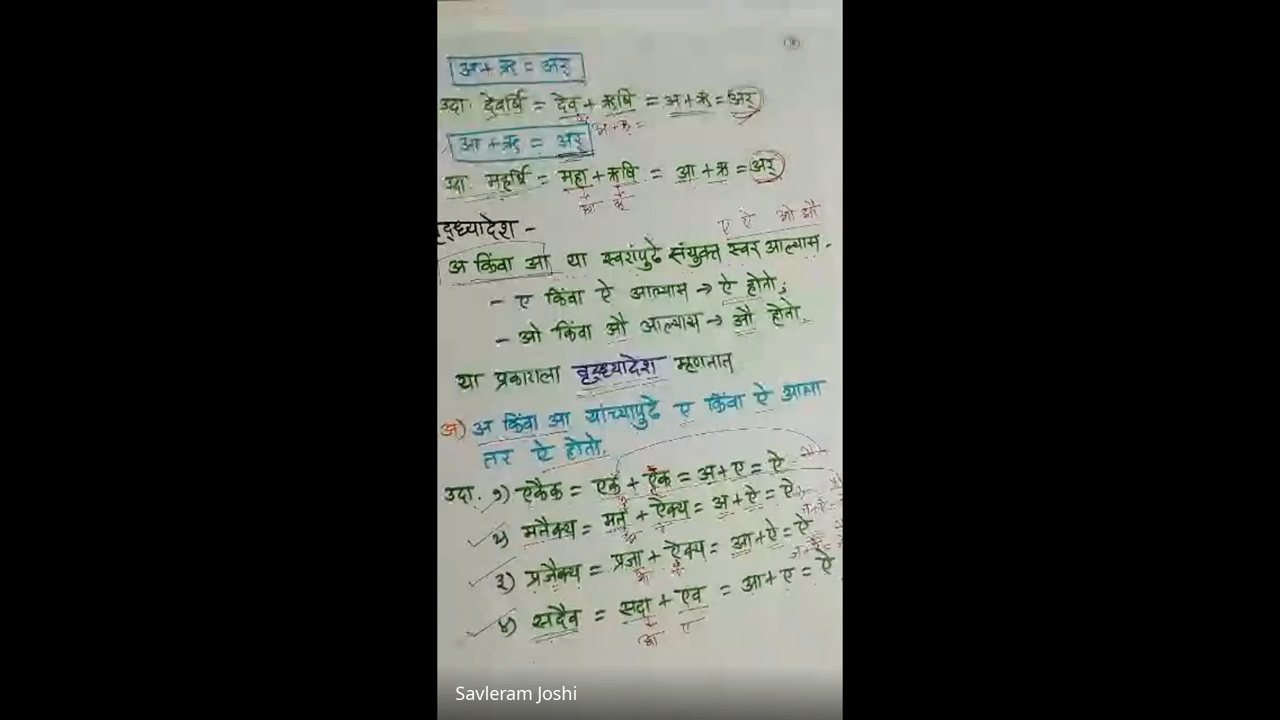 अ + ऋ = अर्
उदा. देवर्षि = देव + ऋषि = अ + ऋ = अर्
अ + ऋ =
आ + ऋ = अर्
उदा. महर्षि = महा + ऋषि = आ + ऋ = अर्
आ ऋ
वृद्ध्यादेश -
ए ऐ ओ औ
अ किंवा आ या स्वरांपुढे संयुक्त स्वर आल्यास.
- ए किंवा ऐ आल्यास → ऐ होतो;
- ओ किंवा औ आल्यास → औ होतो.
या प्रकाराला वृद्ध्यादेश म्हणतात
अ) अ किंवा आ यांच्यापुढे ए किंवा ऐ आला
तर ऐ होतो.
उदा. १) एकैक = एक + एक = अ + ए = ऐ
२) मतैक्य = मत + ऐक्य = अ + ऐ = ऐ
३) प्रजैक्य = प्रजा + ऐक्य = आ + ऐ = ऐ
४) सदैव = सदा + एव = आ + ए = ऐ
आ ए
Savleram Joshi